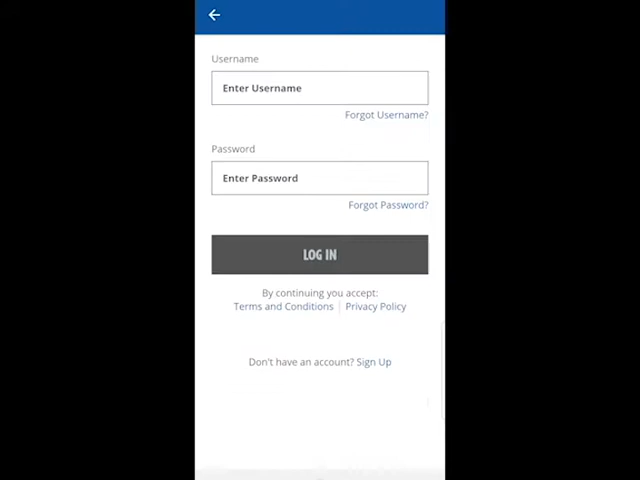 Username
Enter Username
Forgot Username?
Password
Enter Password
Forgot Password?
LOG IN
By continuing you accept:
Terms and Conditions | Privacy Policy
Don't have an account? Sign Up